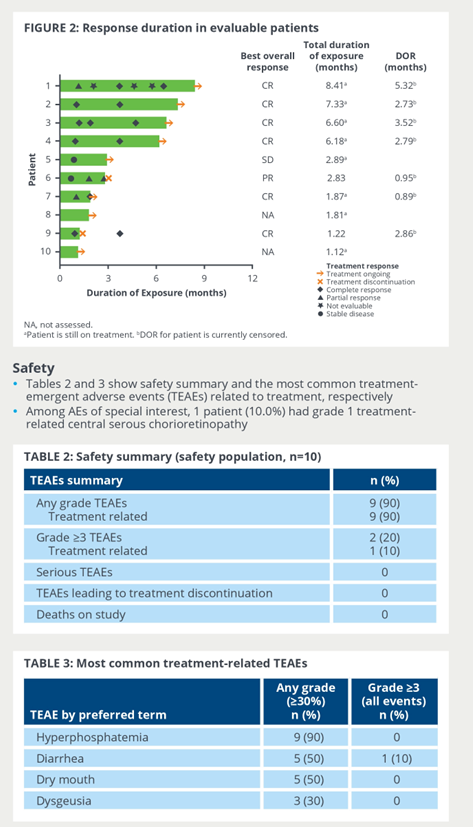 FIGURE 2: Response duration in evaluable patients
Best overall response
Total duration of exposure (months)
DOR (months)
Patient
1 CR 8.41ᵃ 5.32ᵇ
2 CR 7.33ᵃ 2.73ᵇ
3 CR 6.60ᵃ 3.52ᵇ
4 CR 6.18ᵃ 2.79ᵇ
5 SD 2.89ᵃ
6 PR 2.83 0.95ᵇ
7 CR 1.87ᵃ 0.89ᵇ
8 NA 1.81ᵃ
9 CR 1.22 2.86ᵇ
10 NA 1.12ᵃ
0 3 6 9 12
Duration of Exposure (months)
Treatment response
Treatment ongoing
Treatment discontinuation
Complete response
Partial response
Not evaluable
Stable disease
NA, not assessed.
ᵃPatient is still on treatment. ᵇDOR for patient is currently censored.
Safety
• Tables 2 and 3 show safety summary and the most common treatment-
emergent adverse events (TEAEs) related to treatment, respectively
• Among AEs of special interest, 1 patient (10.0%) had grade 1 treatment-
related central serous chorioretinopathy
TABLE 2: Safety summary (safety population, n=10)
TEAEs summary n (%)
Any grade TEAEs 9 (90)
Treatment related 9 (90)
Grade ≥3 TEAEs 2 (20)
Treatment related 1 (10)
Serious TEAEs 0
TEAEs leading to treatment discontinuation 0
Deaths on study 0
TABLE 3: Most common treatment-related TEAEs
TEAE by preferred term
Any grade (≥30%) n (%)
Grade ≥3 (all events) n (%)
Hyperphosphatemia 9 (90) 0
Diarrhea 5 (50) 1 (10)
Dry mouth 5 (50) 0
Dysgeusia 3 (30) 0